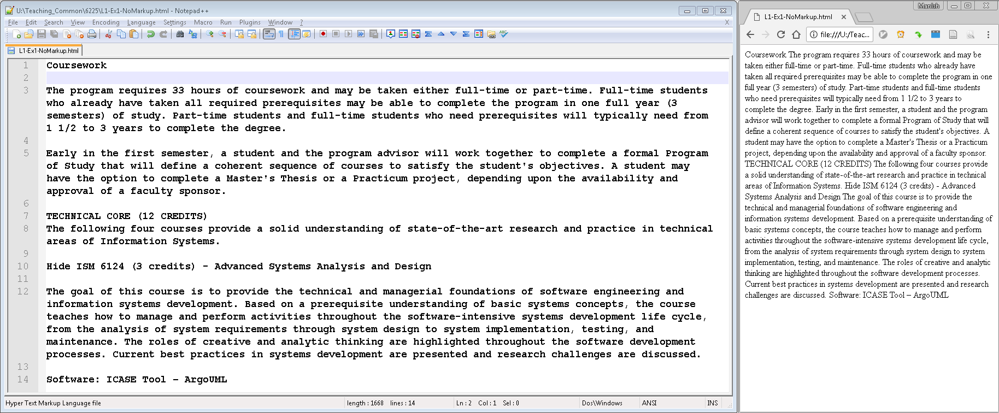 U:\Teaching_Common\6225\L1-Ex1-NoMarkup.html - Notepad++
File Edit Search View Encoding Language Settings Macro Run Plugins Window ? X
L1-Ex1-NoMarkup.html
1 Coursework
2
3 The program requires 33 hours of coursework and may be taken either full-time or part-time. Full-time students
who already have taken all required prerequisites may be able to complete the program in one full year (3
semesters) of study. Part-time students and full-time students who need prerequisites will typically need from
1 1/2 to 3 years to complete the degree.
4
5 Early in the first semester, a student and the program advisor will work together to complete a formal Program
of Study that will define a coherent sequence of courses to satisfy the student's objectives. A student may
have the option to complete a Master's Thesis or a Practicum project, depending upon the availability and
approval of a faculty sponsor.
6
7 TECHNICAL CORE (12 CREDITS)
8 The following four courses provide a solid understanding of state-of-the-art research and practice in technical
areas of Information Systems.
9
10 Hide ISM 6124 (3 credits) - Advanced Systems Analysis and Design
11
12 The goal of this course is to provide the technical and managerial foundations of software engineering and
information systems development. Based on a prerequisite understanding of basic systems concepts, the course
teaches how to manage and perform activities throughout the software-intensive systems development life cycle,
from the analysis of system requirements through system design to system implementation, testing, and
maintenance. The roles of creative and analytic thinking are highlighted throughout the software development
processes. Current best practices in systems development are presented and research challenges are discussed.
13
14 Software: ICASE Tool – ArgoUML
Hyper Text Markup Language file length : 1668 lines : 14 Ln : 2 Col : 1 Sel : 0 Dos\Windows ANSI INS
Manish
L1-Ex1-NoMarkup.html
file:///U:/Teac...
Coursework The program requires 33 hours of coursework and may be
taken either full-time or part-time. Full-time students who already have
taken all required prerequisites may be able to complete the program in one
full year (3 semesters) of study. Part-time students and full-time students
who need prerequisites will typically need from 1 1/2 to 3 years to
complete the degree. Early in the first semester, a student and the program
advisor will work together to complete a formal Program of Study that will
define a coherent sequence of courses to satisfy the student's objectives. A
student may have the option to complete a Master's Thesis or a Practicum
project, depending upon the availability and approval of a faculty sponsor.
TECHNICAL CORE (12 CREDITS) The following four courses provide
a solid understanding of state-of-the-art research and practice in technical
areas of Information Systems. Hide ISM 6124 (3 credits) - Advanced
Systems Analysis and Design The goal of this course is to provide the
technical and managerial foundations of software engineering and
information systems development. Based on a prerequisite understanding of
basic systems concepts, the course teaches how to manage and perform
activities throughout the software-intensive systems development life cycle,
from the analysis of system requirements through system design to system
implementation, testing, and maintenance. The roles of creative and analytic
thinking are highlighted throughout the software development processes.
Current best practices in systems development are presented and research
challenges are discussed. Software: ICASE Tool – ArgoUML